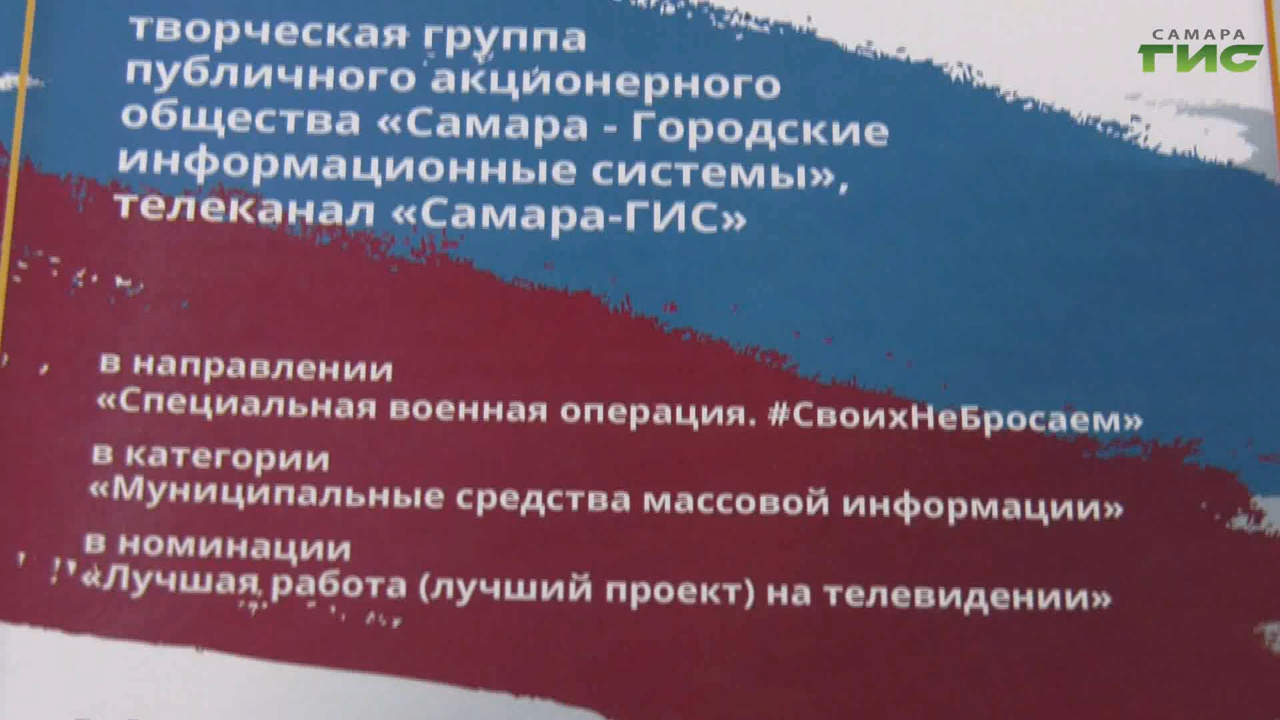 САМАРА
ГИС
творческая группа
публичного акционерного
общества «Самара - Городские
информационные системы»,
телеканал «Самара-ГИС»
в направлении
«Специальная военная операция. #СвоихНеБросаем»
в категории
«Муниципальные средства массовой информации»
в номинации
«Лучшая работа (лучший проект) на телевидении»